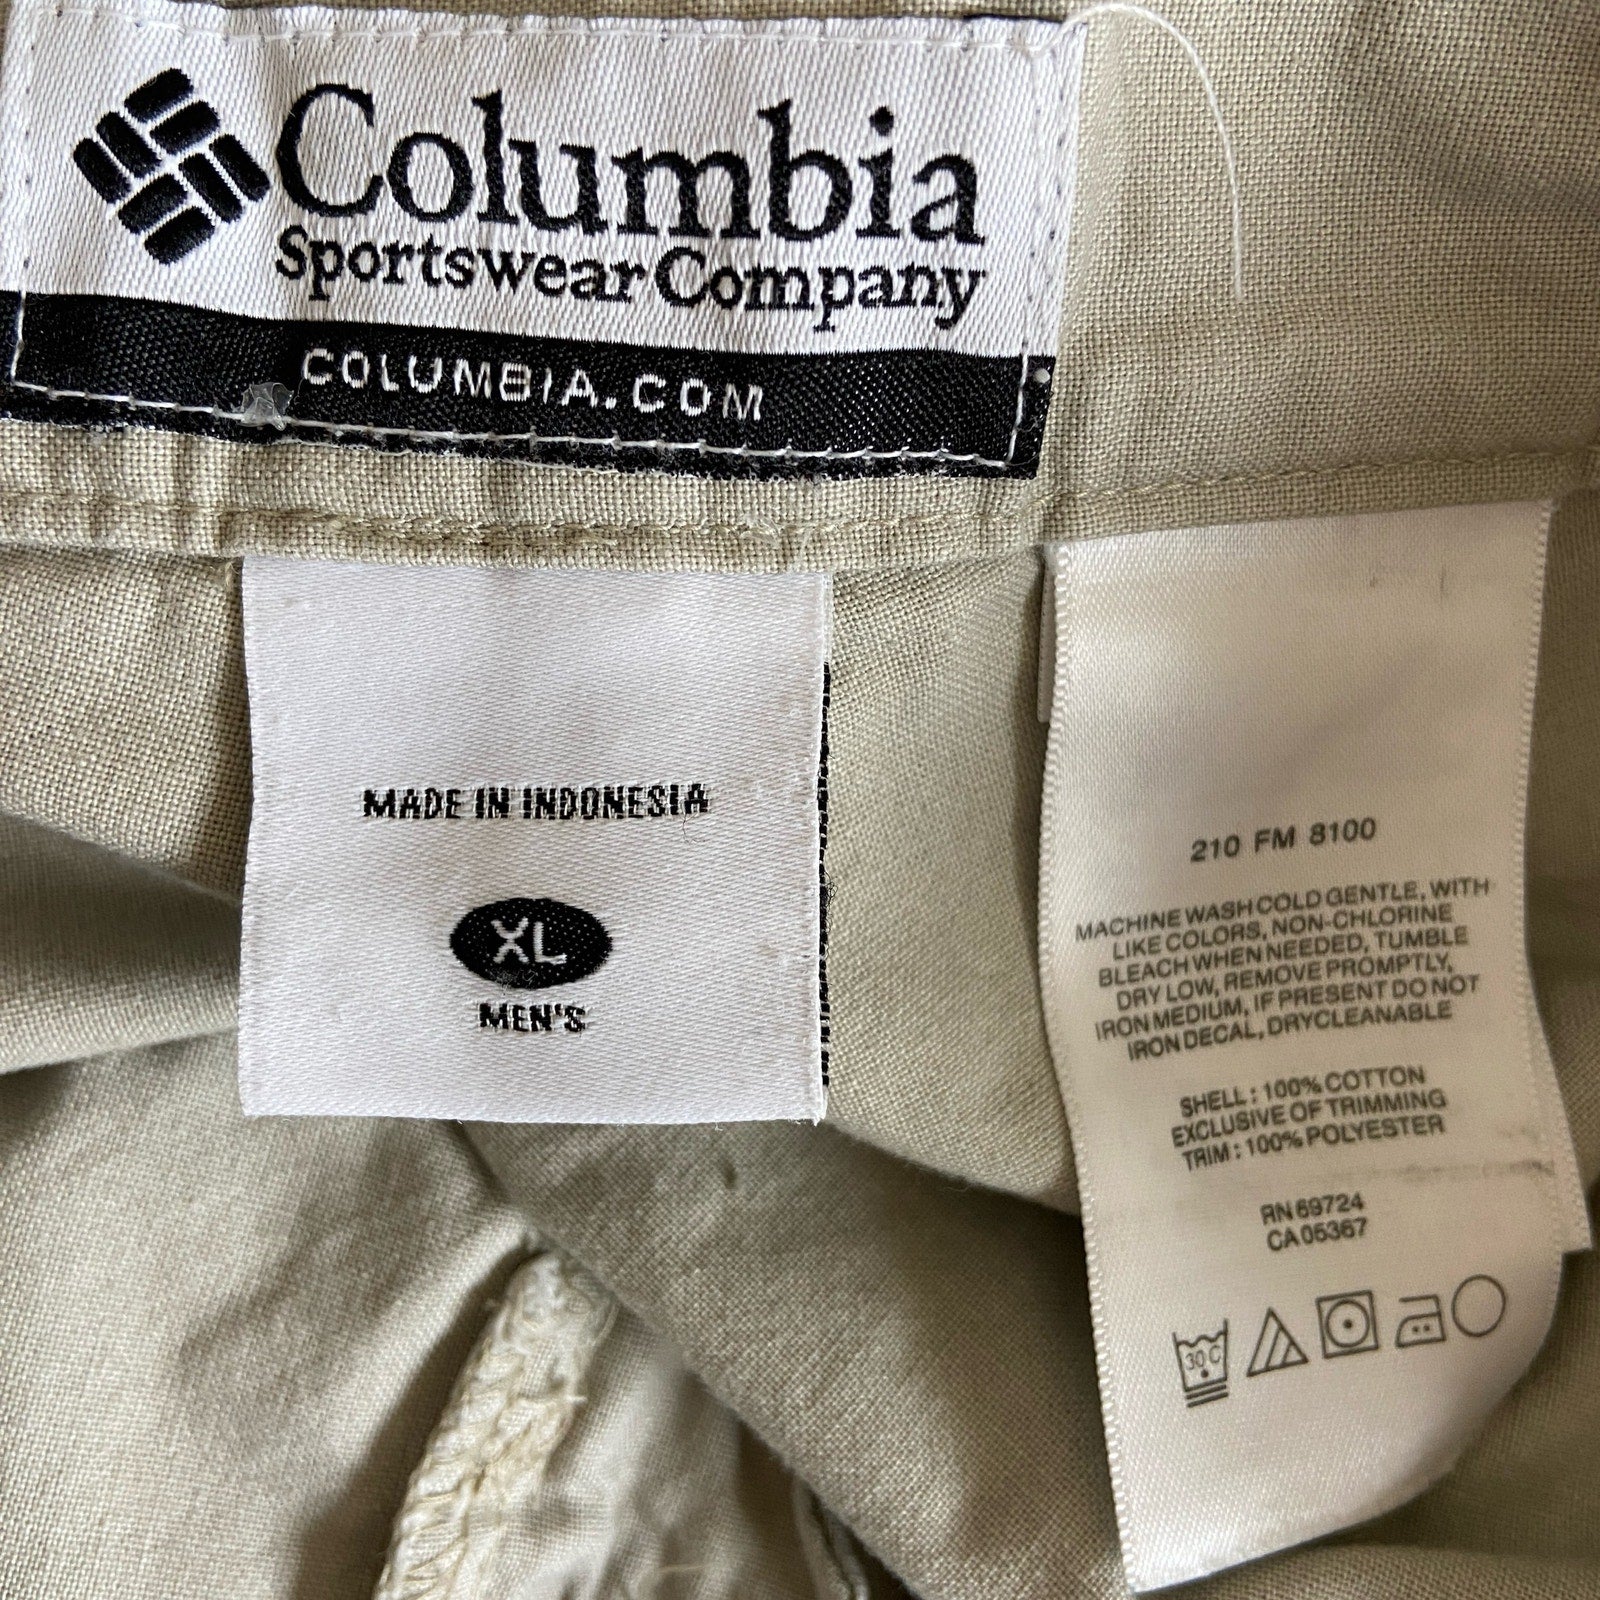 Columbia
Sportswear Company
COLUMBIA.COM
MADE IN INDONESIA
XL
MEN'S
210 FM 8100
MACHINE WASH COLD GENTLE, WITH
LIKE COLORS, NON-CHLORINE
BLEACH WHEN NEEDED, TUMBLE
DRY LOW, REMOVE PROMPTLY,
IRON MEDIUM, IF PRESENT DO NOT
IRON DECAL, DRYCLEANABLE
SHELL : 100% COTTON
EXCLUSIVE OF TRIMMING
TRIM : 100% POLYESTER
RN 69724
CA 05367
30 C